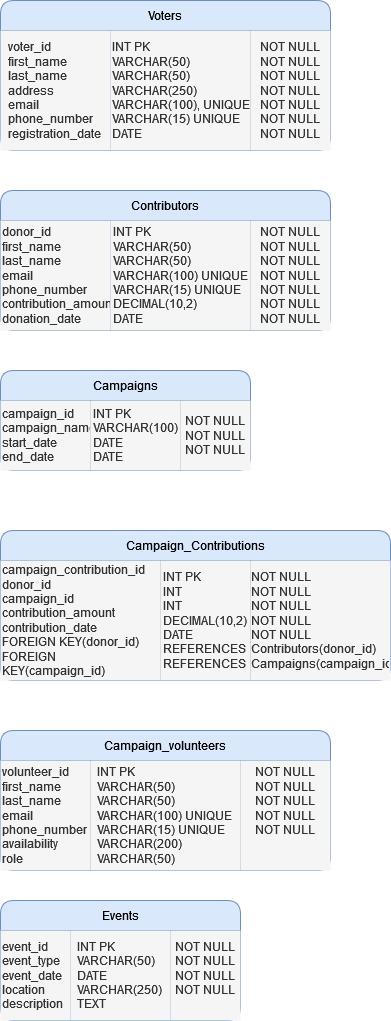 Voters
voter_id INT PK NOT NULL
first_name VARCHAR(50) NOT NULL
last_name VARCHAR(50) NOT NULL
address VARCHAR(250) NOT NULL
email VARCHAR(100), UNIQUE NOT NULL
phone_number VARCHAR(15) UNIQUE NOT NULL
registration_date DATE NOT NULL
Contributors
donor_id INT PK NOT NULL
first_name VARCHAR(50) NOT NULL
last_name VARCHAR(50) NOT NULL
email VARCHAR(100) UNIQUE NOT NULL
phone_number VARCHAR(15) UNIQUE NOT NULL
contribution_amoun DECIMAL(10,2) NOT NULL
donation_date DATE NOT NULL
Campaigns
campaign_id INT PK NOT NULL
campaign_nam VARCHAR(100) NOT NULL
start_date DATE NOT NULL
end_date DATE
Campaign_Contributions
campaign_contribution_id INT PK NOT NULL
donor_id INT NOT NULL
campaign_id INT NOT NULL
contribution_amount DECIMAL(10,2) NOT NULL
contribution_date DATE NOT NULL
FOREIGN KEY(donor_id) REFERENCES Contributors(donor_id)
FOREIGN REFERENCES Campaigns(campaign_id
KEY(campaign_id)
Campaign_volunteers
volunteer_id INT PK NOT NULL
first_name VARCHAR(50) NOT NULL
last_name VARCHAR(50) NOT NULL
email VARCHAR(100) UNIQUE NOT NULL
phone_number VARCHAR(15) UNIQUE NOT NULL
availability VARCHAR(200)
role VARCHAR(50)
Events
event_id INT PK NOT NULL
event_type VARCHAR(50) NOT NULL
event_date DATE NOT NULL
location VARCHAR(250) NOT NULL
description TEXT